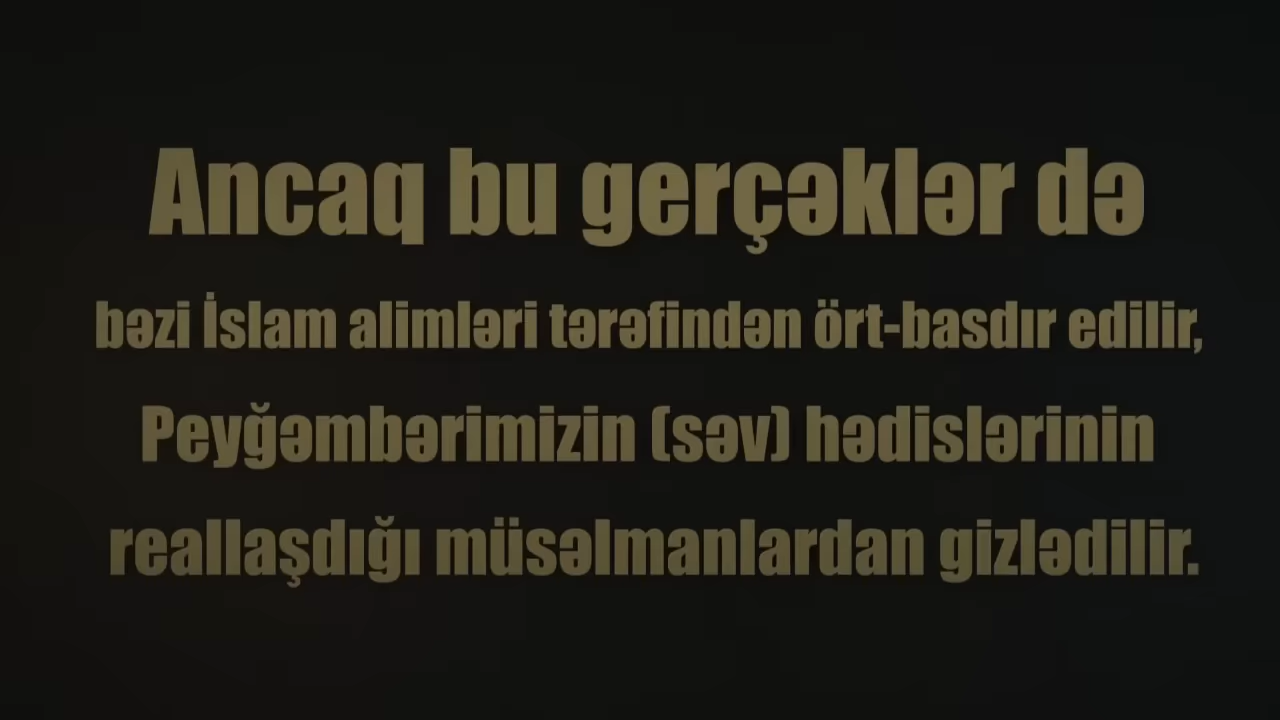 Ancaq bu gerçəklər də
bəzi İslam alimləri tərəfindən ört-basdır edilir,
Peyğəmbərimizin (səv) hədislərinin
reallaşdığı müsəlmanlardan gizlədilir.